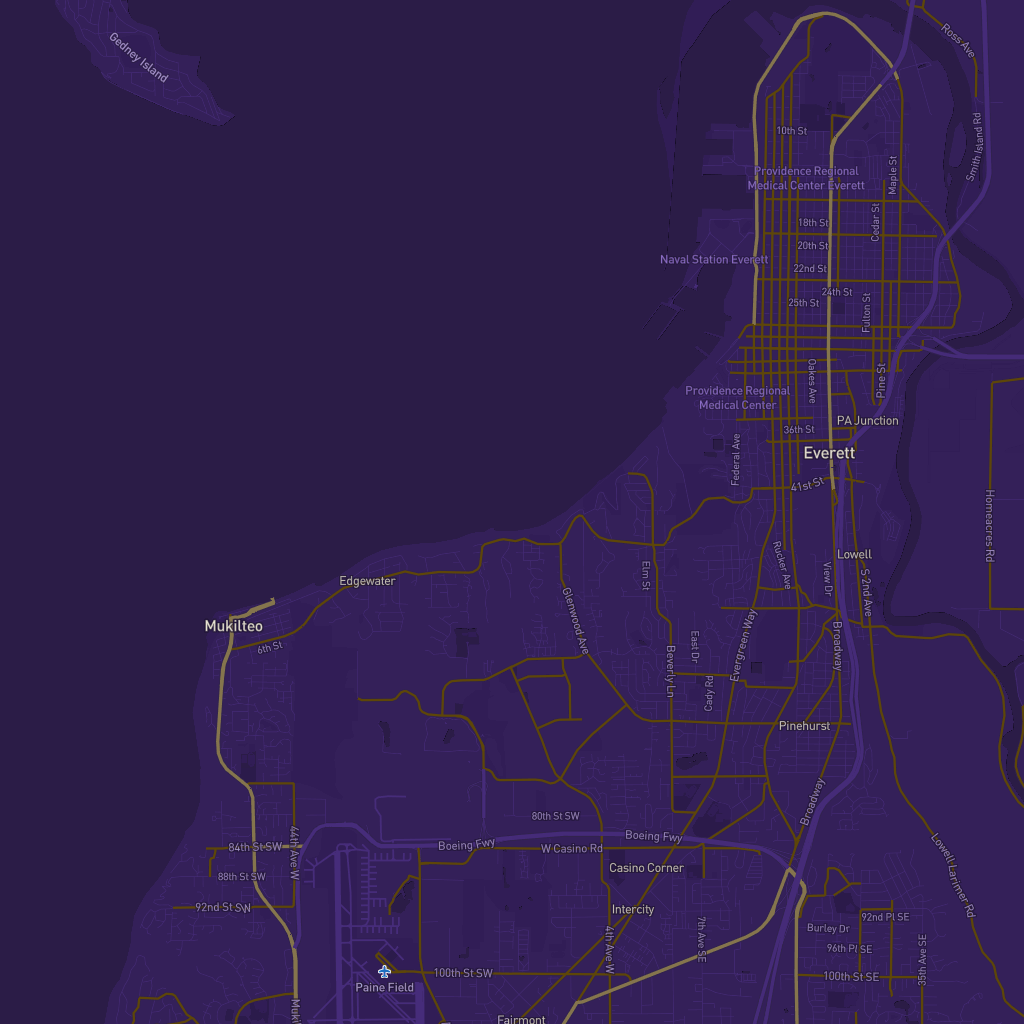 Gedney Island
Ross Ave
10th St
Smith Island Rd
Maple St
Providence Regional
Medical Center Everett
Cedar St
18th St
20th St
Naval Station Everett
22nd St
24th St
25th St
Fulton St
Oakes Ave
Pine St
Providence Regional
Medical Center
PA Junction
36th St
Federal Ave
Everett
41st St
Homeacres Rd
Rucker Ave
Lowell
View Dr
S 2nd Ave
Edgewater
Elm St
Glenwood Ave
Mukilteo
6th St
East Dr
Evergreen Way
Broadway
Beverly Ln
Cady Rd
Pinehurst
Broadway
80th St SW
44th Ave W
84th St SW
Boeing Fwy
Boeing Fwy
W Casino Rd
Casino Corner
88th St SW
Lowell Larimer Rd
92nd St SW
Intercity
92nd Pl SE
7th Ave SE
Burley Dr
4th Ave W
96th Pl SE
35th Ave SE
100th St SW
100th St SE
Paine Field
Mukil
Fairmont